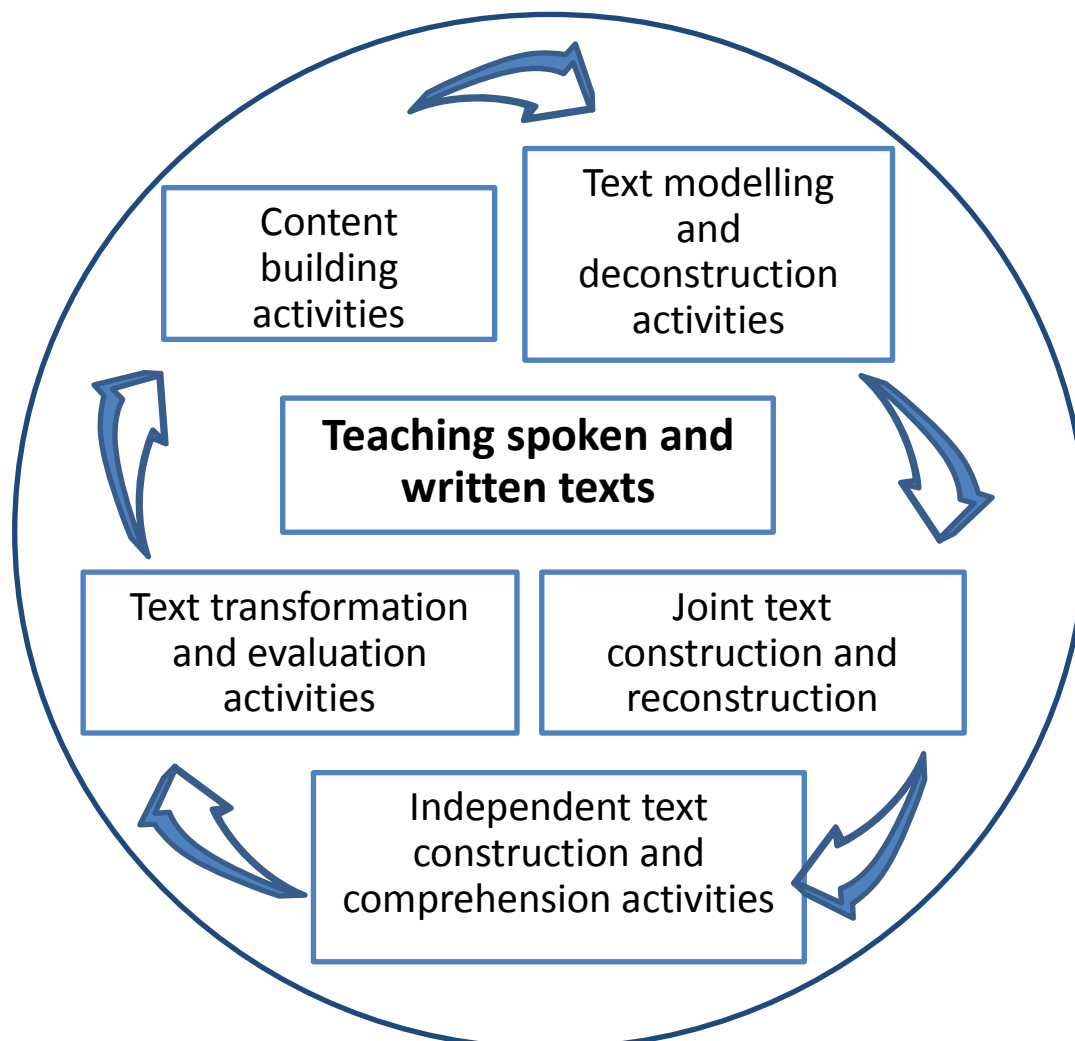 Content
building
activities
Text modelling
and
deconstruction
activities
Teaching spoken and
written texts
Text transformation
and evaluation
activities
Joint text
construction and
reconstruction
Independent text
construction and
comprehension activities